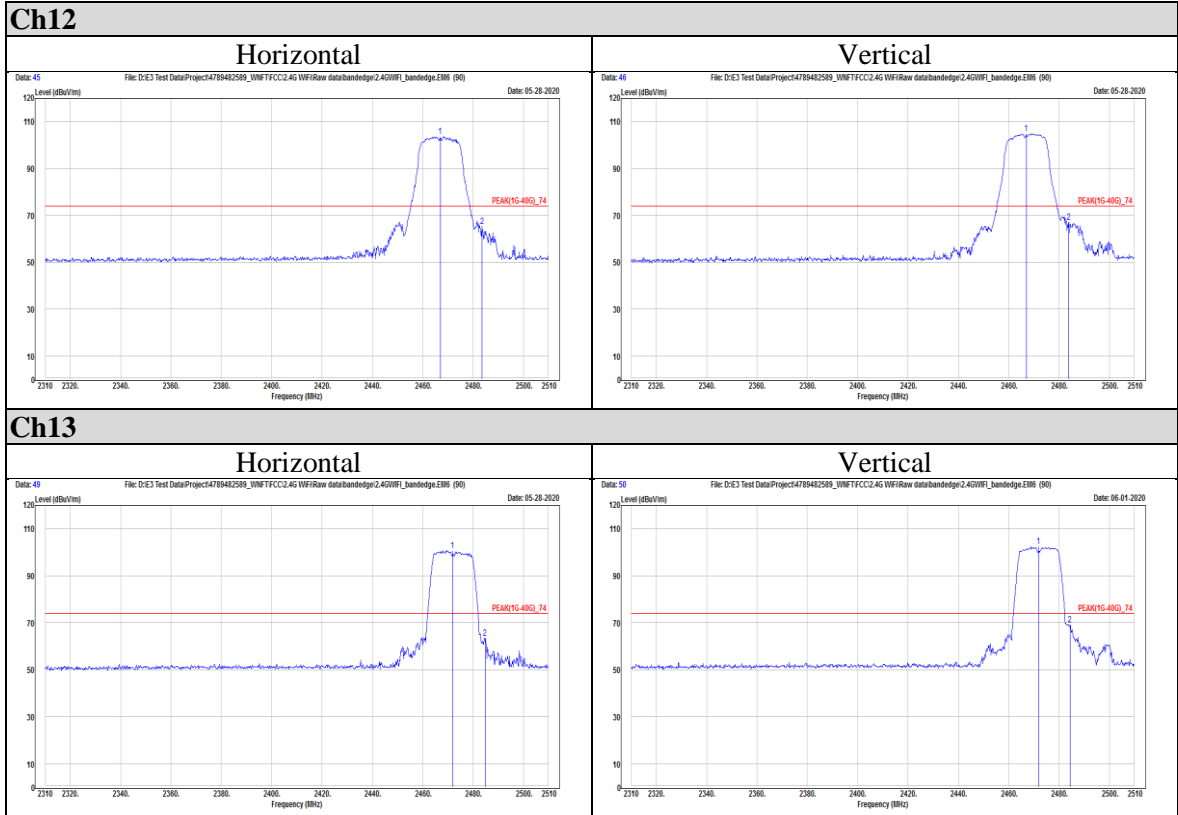 Ch12
Horizontal Vertical
Data: 45 File: D:\E3 Test Data\Project\4789482589_WNFT\FCC\2.4G WIFI\Raw data\bandedge\2.4GWIFI_bandedge.EM6 (90)
Date: 05-28-2020
120 Level (dBuV/m)
110
90
PEAK(1G-40G)_74
70
50
30
10
0
2310 2320. 2340. 2360. 2380. 2400. 2420. 2440. 2460. 2480. 2500. 2510
Frequency (MHz)
1
2
Data: 46 File: D:\E3 Test Data\Project\4789482589_WNFT\FCC\2.4G WIFI\Raw data\bandedge\2.4GWIFI_bandedge.EM6 (90)
Date: 05-28-2020
120 Level (dBuV/m)
110
90
PEAK(1G-40G)_74
70
50
30
10
0
2310 2320. 2340. 2360. 2380. 2400. 2420. 2440. 2460. 2480. 2500. 2510
Frequency (MHz)
1
2
Ch13
Horizontal Vertical
Data: 49 File: D:\E3 Test Data\Project\4789482589_WNFT\FCC\2.4G WIFI\Raw data\bandedge\2.4GWIFI_bandedge.EM6 (90)
Date: 05-28-2020
120 Level (dBuV/m)
110
90
PEAK(1G-40G)_74
70
50
30
10
0
2310 2320. 2340. 2360. 2380. 2400. 2420. 2440. 2460. 2480. 2500. 2510
Frequency (MHz)
1
2
Data: 50 File: D:\E3 Test Data\Project\4789482589_WNFT\FCC\2.4G WIFI\Raw data\bandedge\2.4GWIFI_bandedge.EM6 (90)
Date: 06-01-2020
120 Level (dBuV/m)
110
90
PEAK(1G-40G)_74
70
50
30
10
0
2310 2320. 2340. 2360. 2380. 2400. 2420. 2440. 2460. 2480. 2500. 2510
Frequency (MHz)
1
2